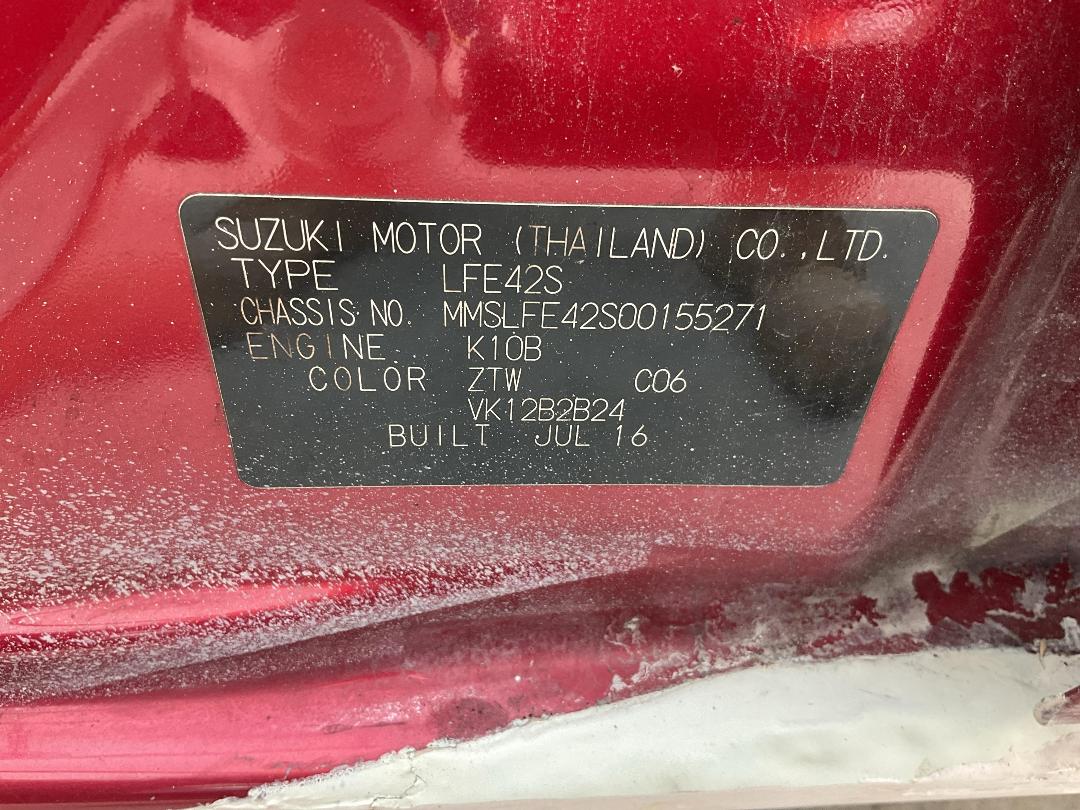 SUZUKI MOTOR (THAILAND) CO.,LTD.
TYPE LFE42S
CHASSIS NO. MMSLFE42S00155271
ENGINE K10B
COLOR ZTW C06
VK12B2B24
BUILT JUL 16